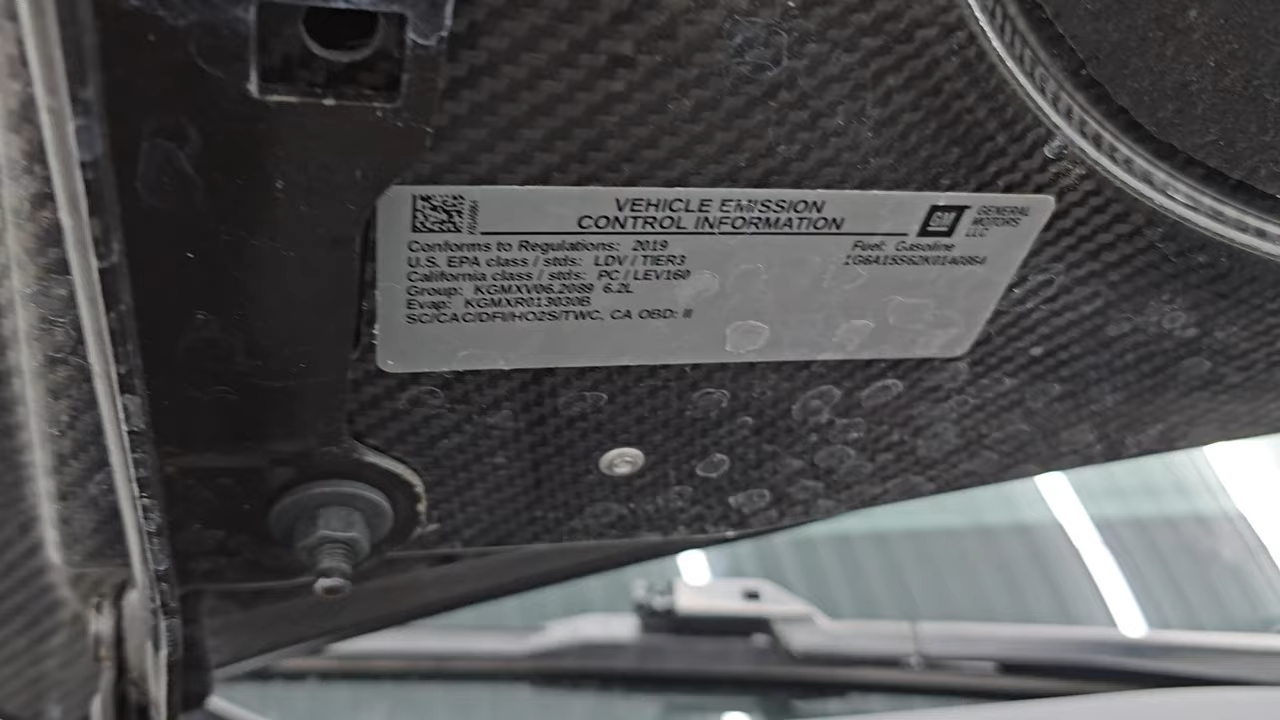 VEHICLE EMISSION
CONTROL INFORMATION
GM
GENERAL
MOTORS
LLC
Conforms to Regulations: 2019
U.S. EPA class / stds: LDV / TIER3
California class / stds: PC / LEV160
Group: KGMXV06.2089 6.2L
Evap: KGMXR0130306
SC/CAC/DFI/HO2S/TWC, CA OBD: II
Fuel: Gasoline